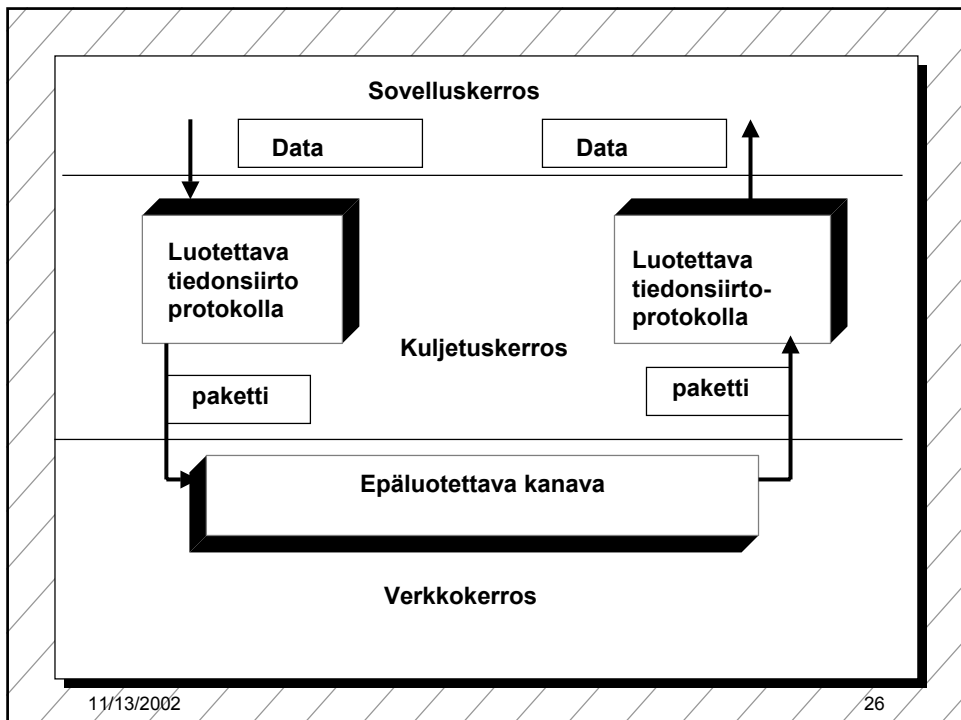 Sovelluskerros
Data
Data
Luotettava
tiedonsiirto
protokolla
Luotettava
tiedonsiirto-
protokolla
Kuljetuskerros
paketti
paketti
Epäluotettava kanava
Verkkokerros
11/13/2002
26